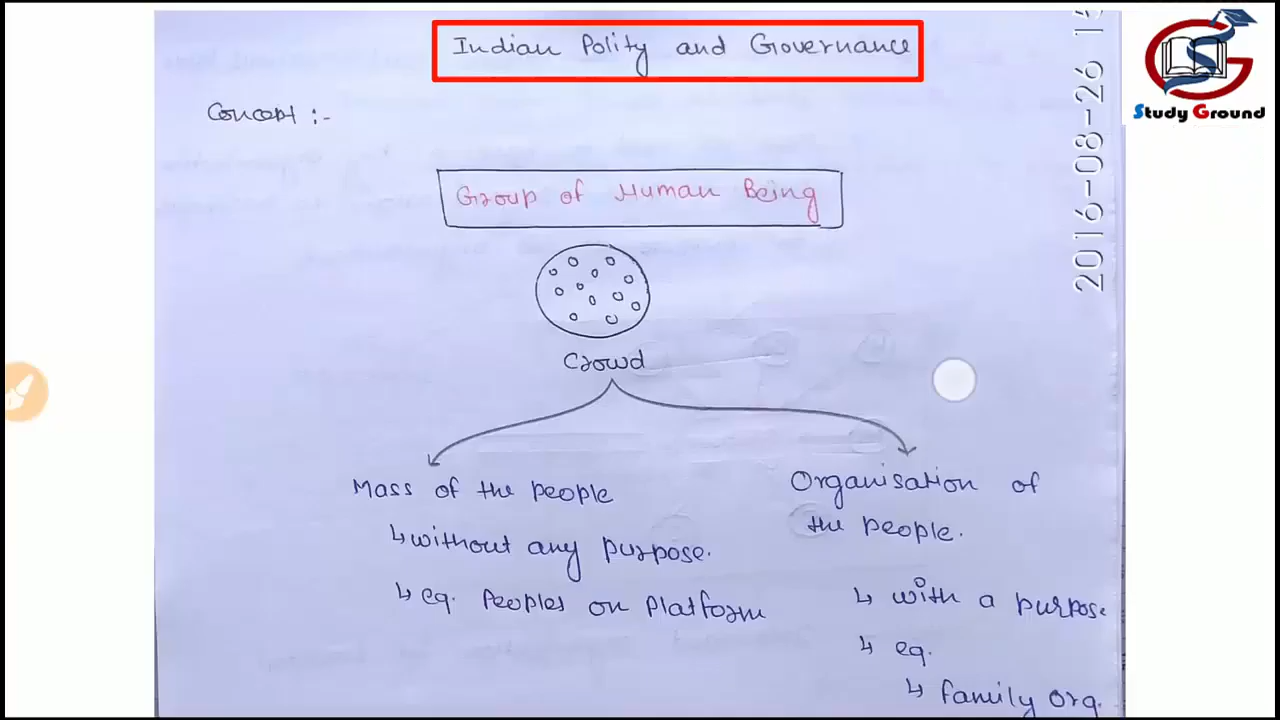 Indian Polity and Governance
Concept :-
Group of Human Being
Crowd
Mass of the people
↳ without any purpose.
↳ eg. Peoples on Platform
Organisation of
the people.
↳ with a purpose
↳ eg.
↳ family org.
Study Ground
2016-08-26 1